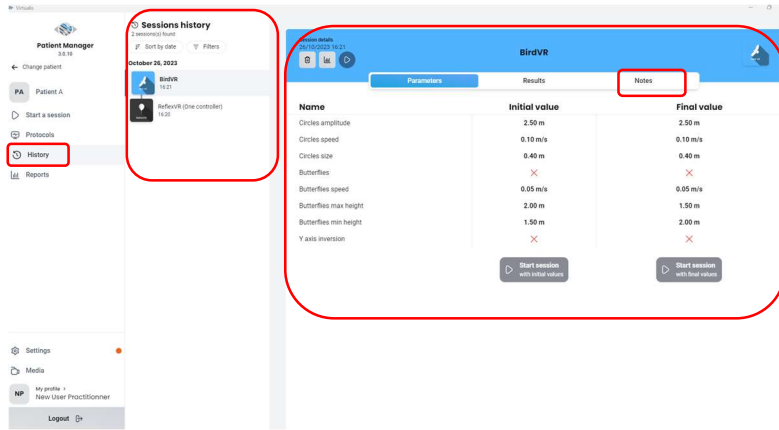 Virtualis
Patient Manager
3.8.10
Change patient
PA Patient A
Start a session
Protocols
History
Reports
Settings
Media
NP My profile >
New User Practitionner
Logout
Sessions history
2 sessions(s) found
Sort by date Filters
October 26, 2023
BirdVR
16:21
ReflexVR (One controller)
16:20
Session details
26/10/2023 16:21
BirdVR
Parameters Results Notes
Name Initial value Final value
Circles amplitude 2.50 m 2.50 m
Circles speed 0.10 m/s 0.10 m/s
Circles size 0.40 m 0.40 m
Butterflies
Butterflies speed 0.05 m/s 0.05 m/s
Butterflies max height 2.00 m 1.50 m
Butterflies min height 1.50 m 2.00 m
Y axis inversion
Start session Start session
with initial values with final values